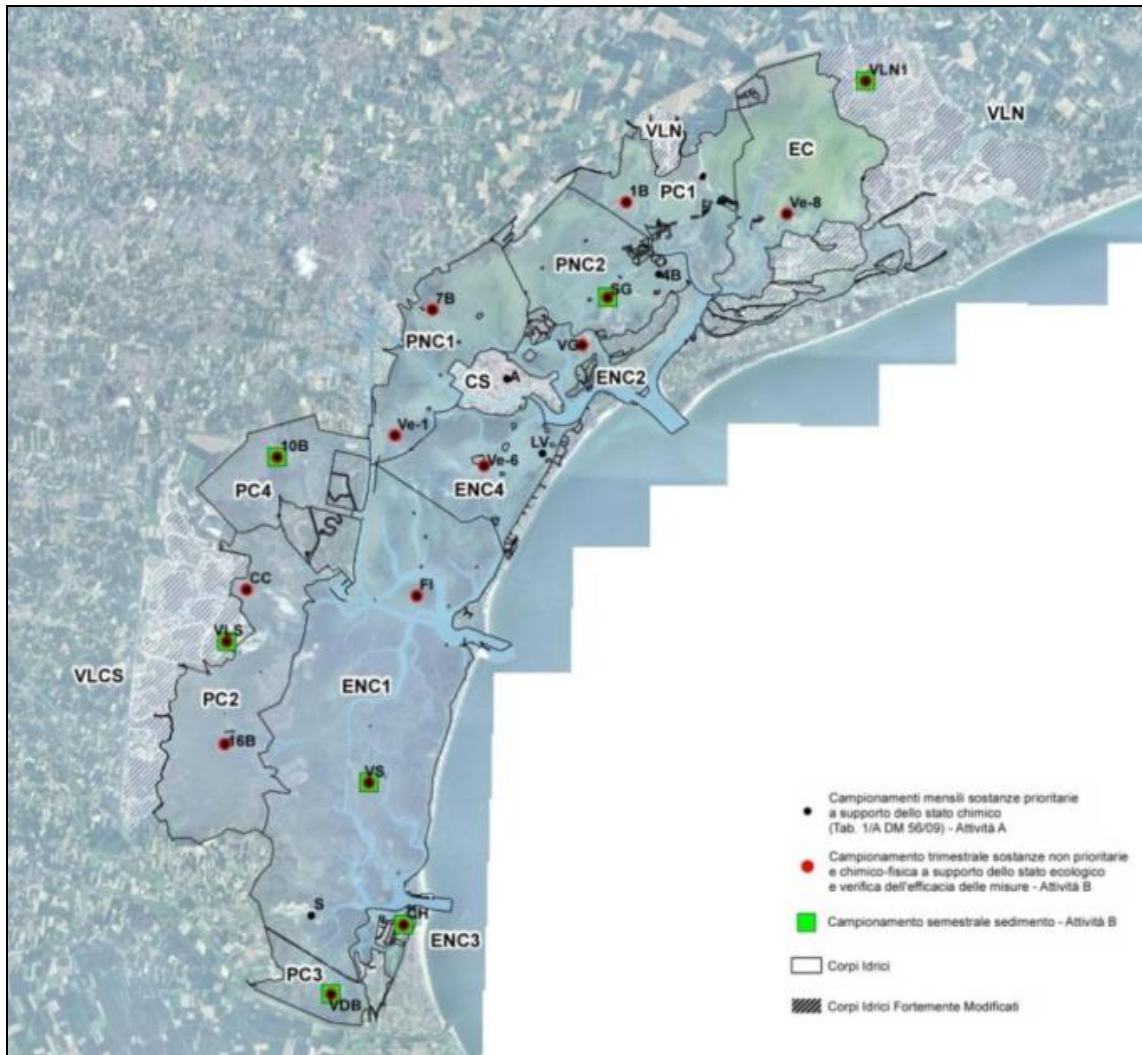 VLN1
VLN
VLN
EC
1B
PC1
Ve-8
PNC2
4B
SG
7B
PNC1
VG
CS
A
ENC2
Ve-1
LV
10B
Ve-6
PC4
ENC4
CC
FI
VLS
VLCS
PC2
ENC1
16B
VS
S
CH
ENC3
PC3
VDB
Campionamenti mensili sostanze prioritarie
a supporto dello stato chimico
(Tab. 1/A DM 56/09) - Attività A
Campionamento trimestrale sostanze non prioritarie
e chimico-fisica a supporto dello stato ecologico
e verifica dell'efficacia delle misure - Attività B
Campionamento semestrale sedimento - Attività B
Corpi Idrici
Corpi Idrici Fortemente Modificati